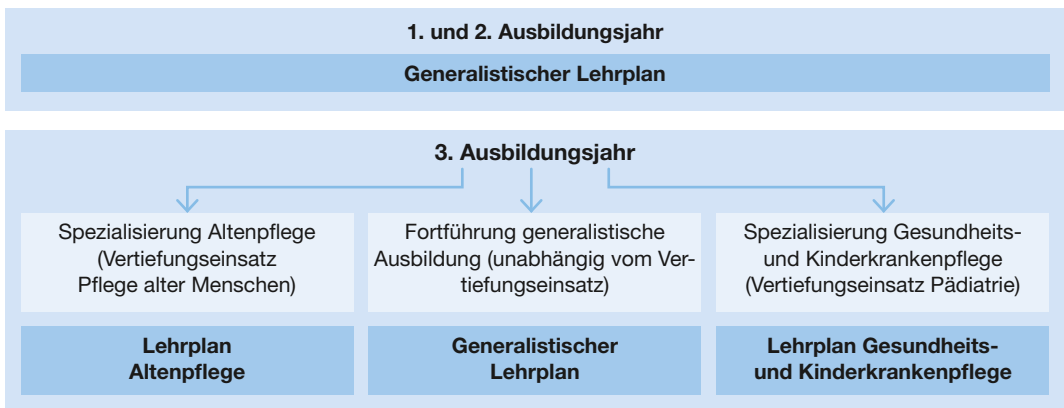 1. und 2. Ausbildungsjahr
Generalistischer Lehrplan
3. Ausbildungsjahr
Spezialisierung Altenpflege
(Vertiefungseinsatz
Pflege alter Menschen)
Fortführung generalistische
Ausbildung (unabhängig vom Ver-
tiefungseinsatz)
Spezialisierung Gesundheits-
und Kinderkrankenpflege
(Vertiefungseinsatz Pädiatrie)
Lehrplan
Altenpflege
Generalistischer
Lehrplan
Lehrplan Gesundheits-
und Kinderkrankenpflege